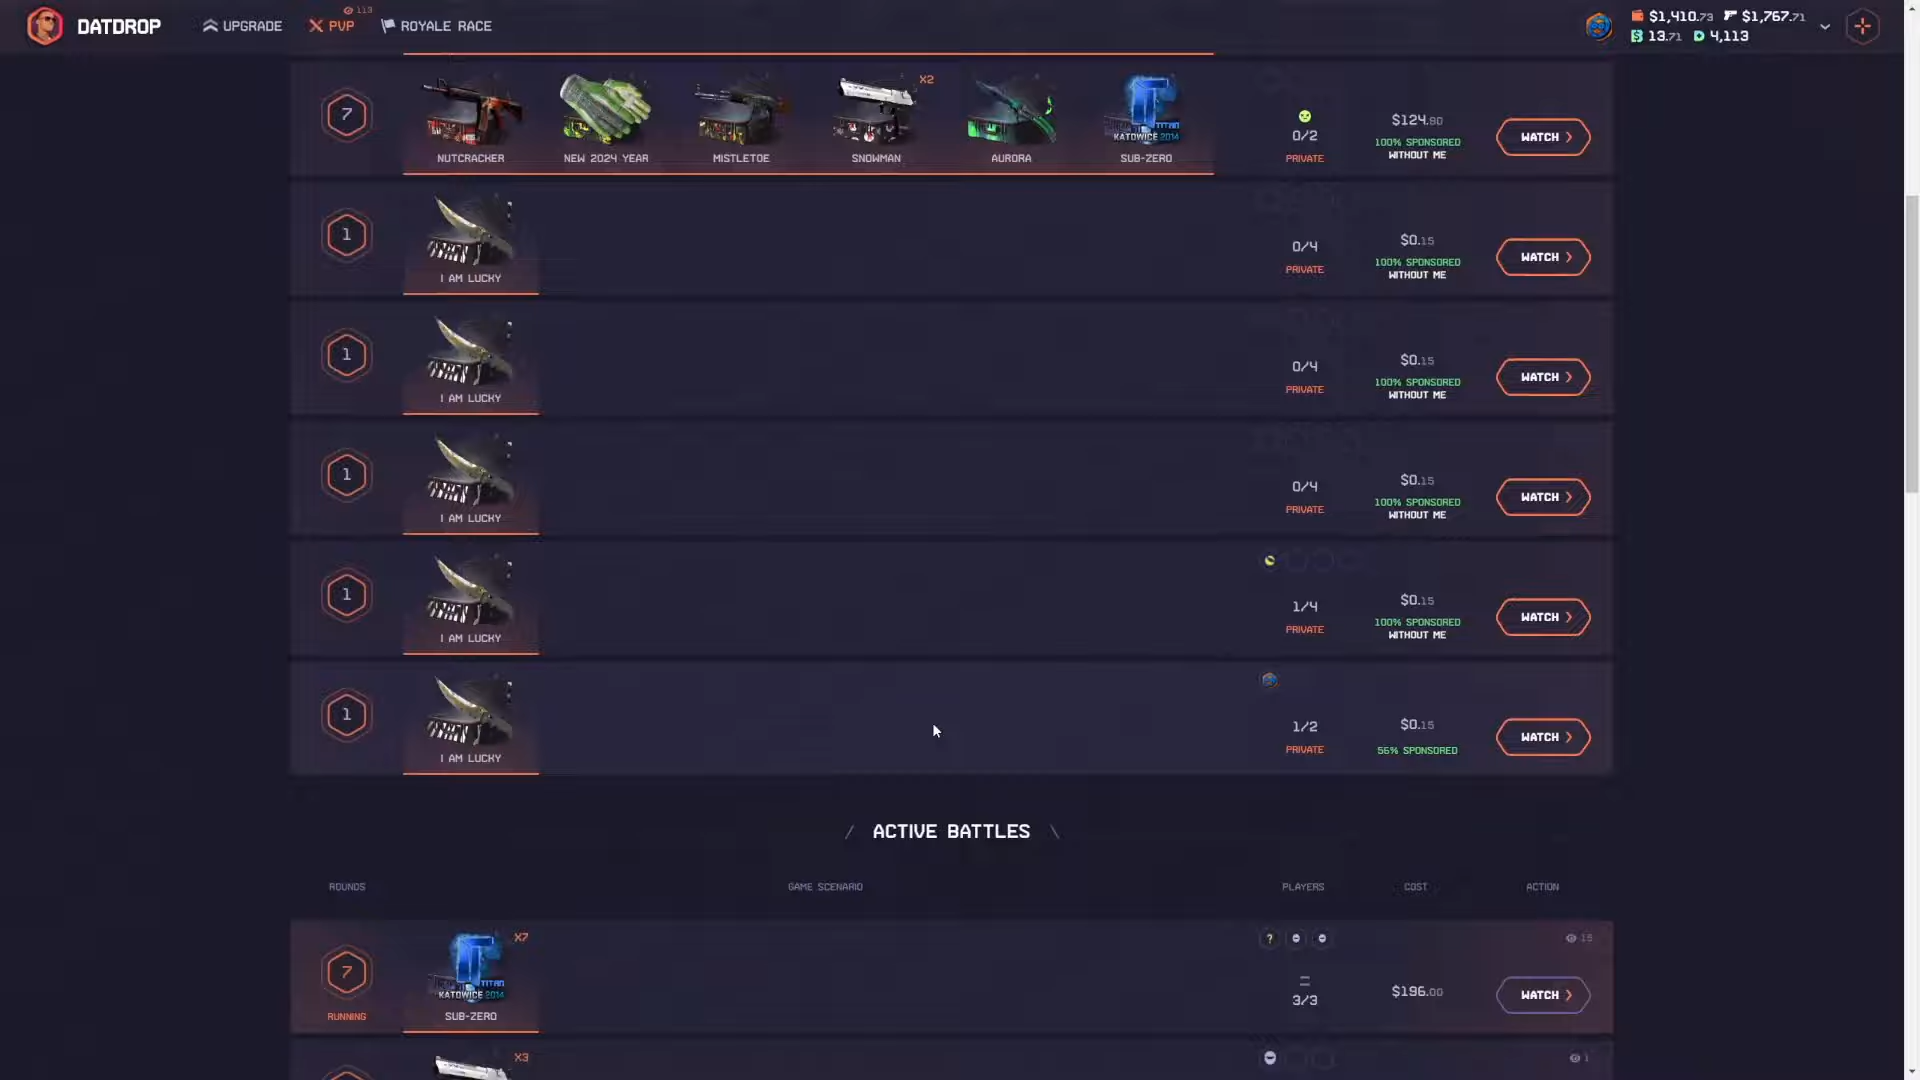 DATDROP
UPGRADE
113
PVP
ROYALE RACE
$1,410.73 $1,767.71
13.71 4,113
7
NUTCRACKER
NEW 2024 YEAR
MISTLETOE
X2
SNOWMAN
AURORA
TITAN
KATOWICE 2014
SUB-ZERO
0/2
PRIVATE
$124.80
100% SPONSORED
WITHOUT ME
WATCH
1
I AM LUCKY
0/4
PRIVATE
$0.15
100% SPONSORED
WITHOUT ME
WATCH
1
I AM LUCKY
0/4
PRIVATE
$0.15
100% SPONSORED
WITHOUT ME
WATCH
1
I AM LUCKY
0/4
PRIVATE
$0.15
100% SPONSORED
WITHOUT ME
WATCH
1
I AM LUCKY
1/4
PRIVATE
$0.15
100% SPONSORED
WITHOUT ME
WATCH
1
I AM LUCKY
1/2
PRIVATE
$0.15
56% SPONSORED
WATCH
/ ACTIVE BATTLES \
ROUNDS GAME SCENARIO PLAYERS COST ACTION
7
RUNNING
X7
TITAN
KATOWICE 2014
SUB-ZERO
?
3/3
$196.00
15
WATCH
X3
1